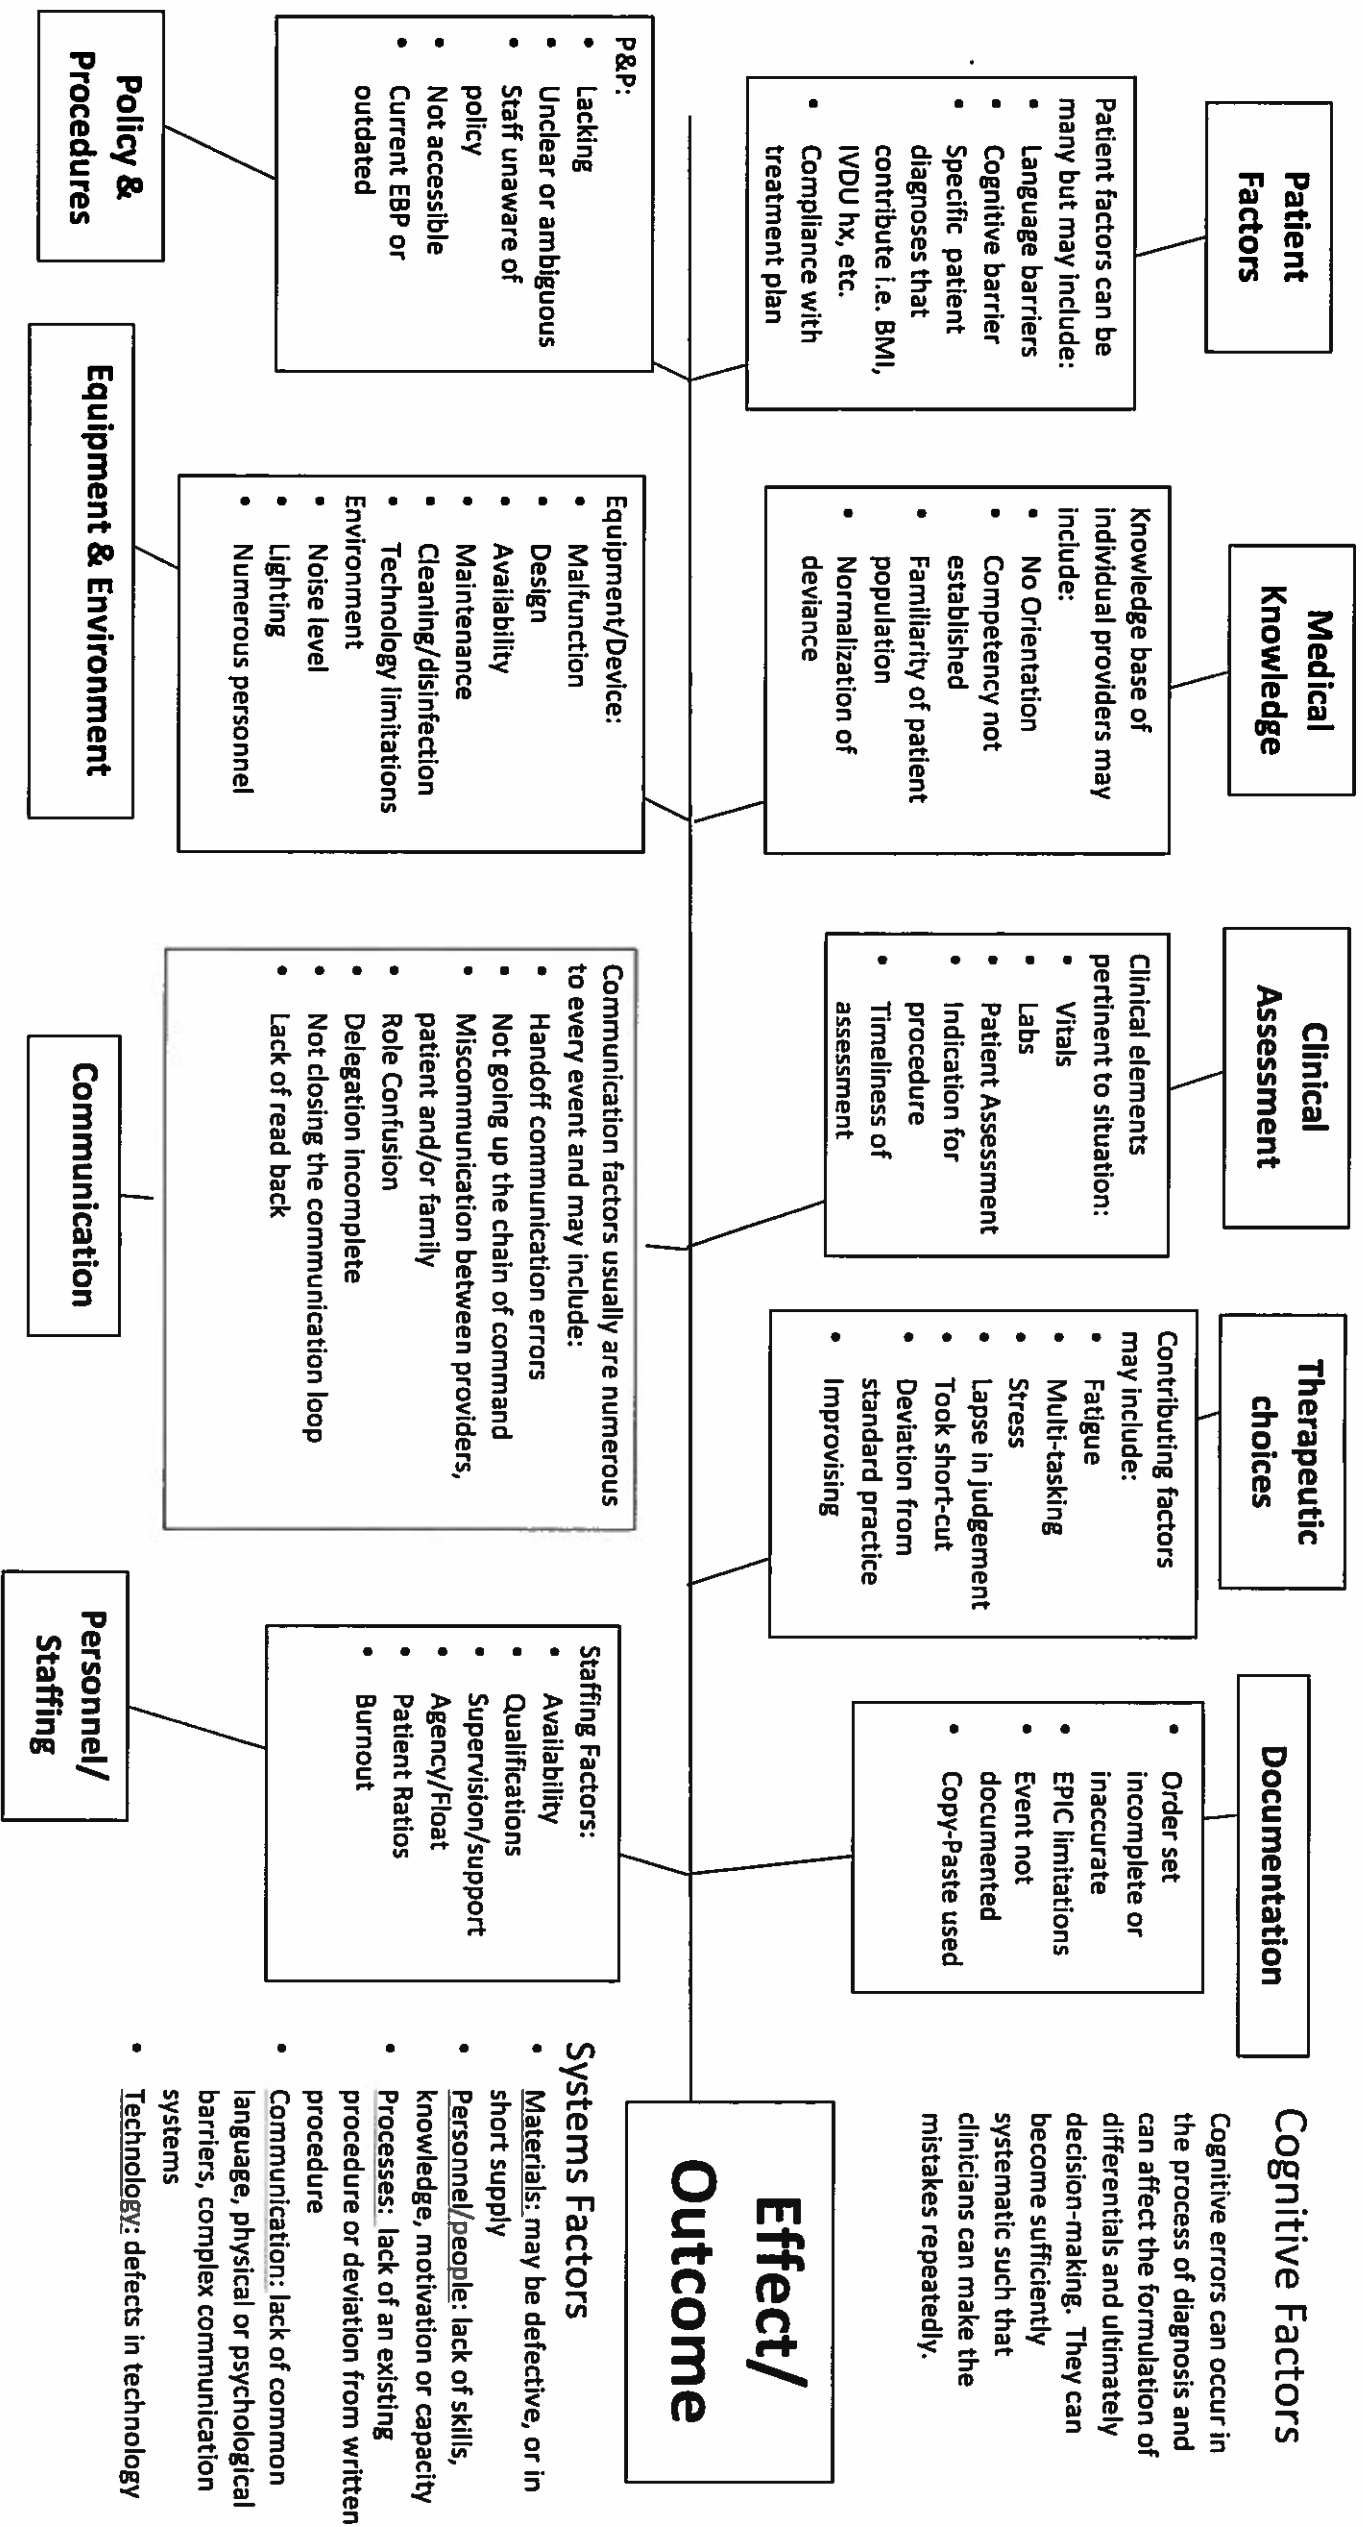 Patient
Factors
Patient factors can be
many but may include:
• Language barriers
• Cognitive barrier
• Specific patient
diagnoses that
contribute i.e. BMI,
IVDU hx, etc.
• Compliance with
treatment plan
Medical
Knowledge
Knowledge base of
individual providers may
include:
• No Orientation
• Competency not
established
• Familiarity of patient
population
• Normalization of
deviance
Clinical
Assessment
Clinical elements
pertinent to situation:
• Vitals
• Labs
• Patient Assessment
• Indication for
procedure
• Timeliness of
assessment
Therapeutic
choices
Contributing factors
may include:
• Fatigue
• Multi-tasking
• Stress
• Lapse in judgement
• Took short-cut
• Deviation from
standard practice
• Improvising
Documentation
• Order set
incomplete or
inaccurate
• EPIC limitations
• Event not
documented
• Copy-Paste used
Cognitive Factors
Cognitive errors can occur in
the process of diagnosis and
can affect the formulation of
differentials and ultimately
decision-making. They can
become sufficiently
systematic such that
clinicians can make the
mistakes repeatedly.
Effect/
Outcome
P&P:
• Lacking
• Unclear or ambiguous
• Staff unaware of
policy
• Not accessible
• Current EBP or
outdated
Policy &
Procedures
Equipment/Device:
• Malfunction
• Design
• Availability
• Maintenance
• Cleaning/disinfection
• Technology limitations
Environment
• Noise level
• Lighting
• Numerous personnel
Equipment & Environment
Communication factors usually are numerous
to every event and may include:
• Handoff communication errors
• Not going up the chain of command
• Miscommunication between providers,
patient and/or family
• Role Confusion
• Delegation incomplete
• Not closing the communication loop
• Lack of read back
Communication
Staffing Factors:
• Availability
• Qualifications
• Supervision/support
• Agency/Float
• Patient Ratios
• Burnout
Personnel/
Staffing
Systems Factors
• Materials: may be defective, or in
short supply
• Personnel/people: lack of skills,
knowledge, motivation or capacity
• Processes: lack of an existing
procedure or deviation from written
procedure
• Communication: lack of common
language, physical or psychological
barriers, complex communication
systems
• Technology: defects in technology